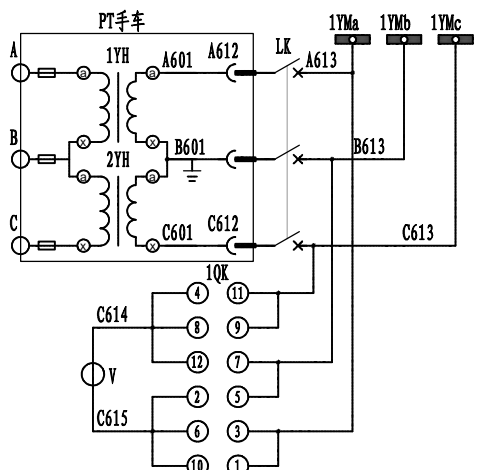 PT手车 1YMa 1YMb 1YMc
A 1YH A601 A612 LK A613
a a
x x
B 2YH B601 B613
a a
C C601 C612 C613
x x
1QK
4 11
C614 8 9
12 7
V
2 5
C615 6 3
10 1